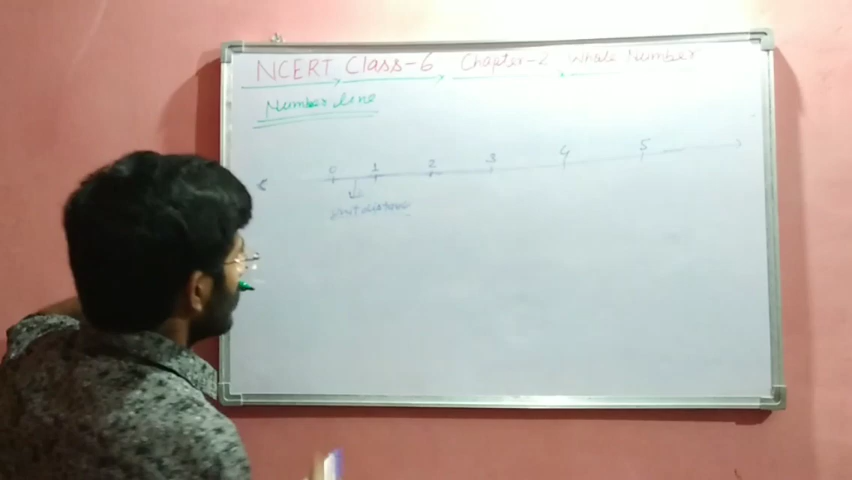 NCERT Class-6 Chapter-2 Whole Number
Number line
0 1 2 3 4 5
unit distance